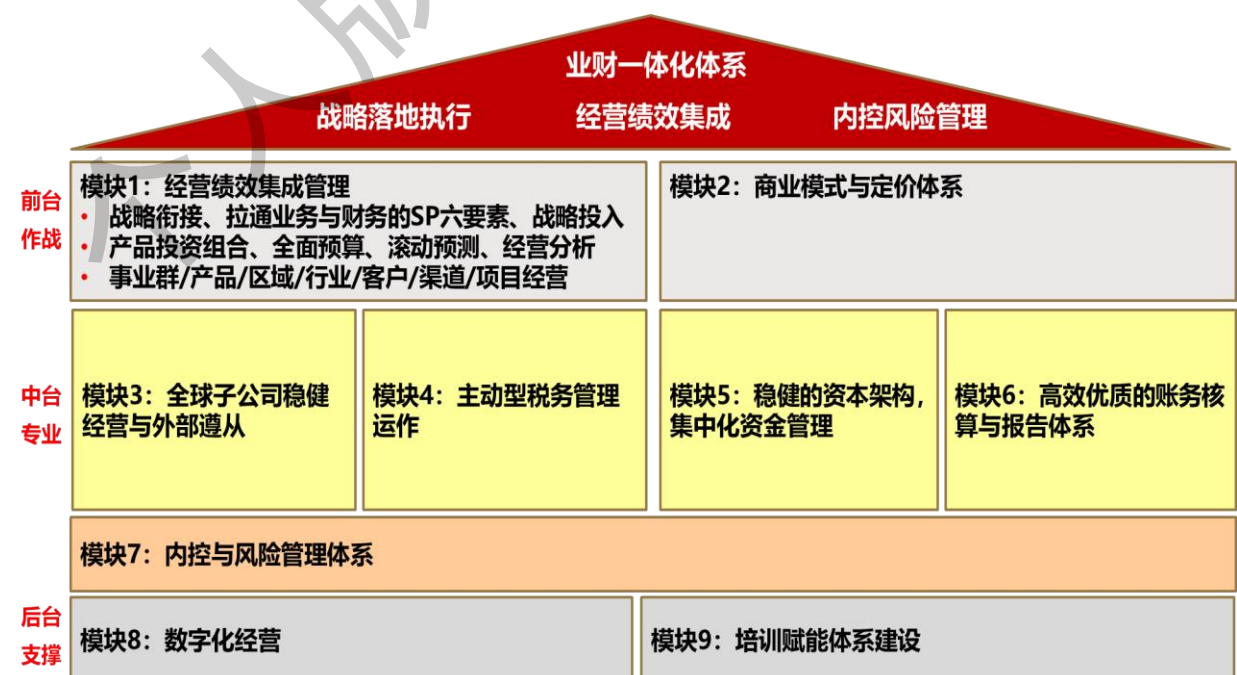 业财一体化体系
战略落地执行 经营绩效集成 内控风险管理
前台
作战
模块1：经营绩效集成管理
• 战略衔接、拉通业务与财务的SP六要素、战略投入
• 产品投资组合、全面预算、滚动预测、经营分析
• 事业群/产品/区域/行业/客户/渠道/项目经营
模块2：商业模式与定价体系
中台
专业
模块3：全球子公司稳健
经营与外部遵从
模块4：主动型税务管理
运作
模块5：稳健的资本架构，
集中化资金管理
模块6：高效优质的账务核
算与报告体系
模块7：内控与风险管理体系
后台
支撑
模块8：数字化经营
模块9：培训赋能体系建设
个人